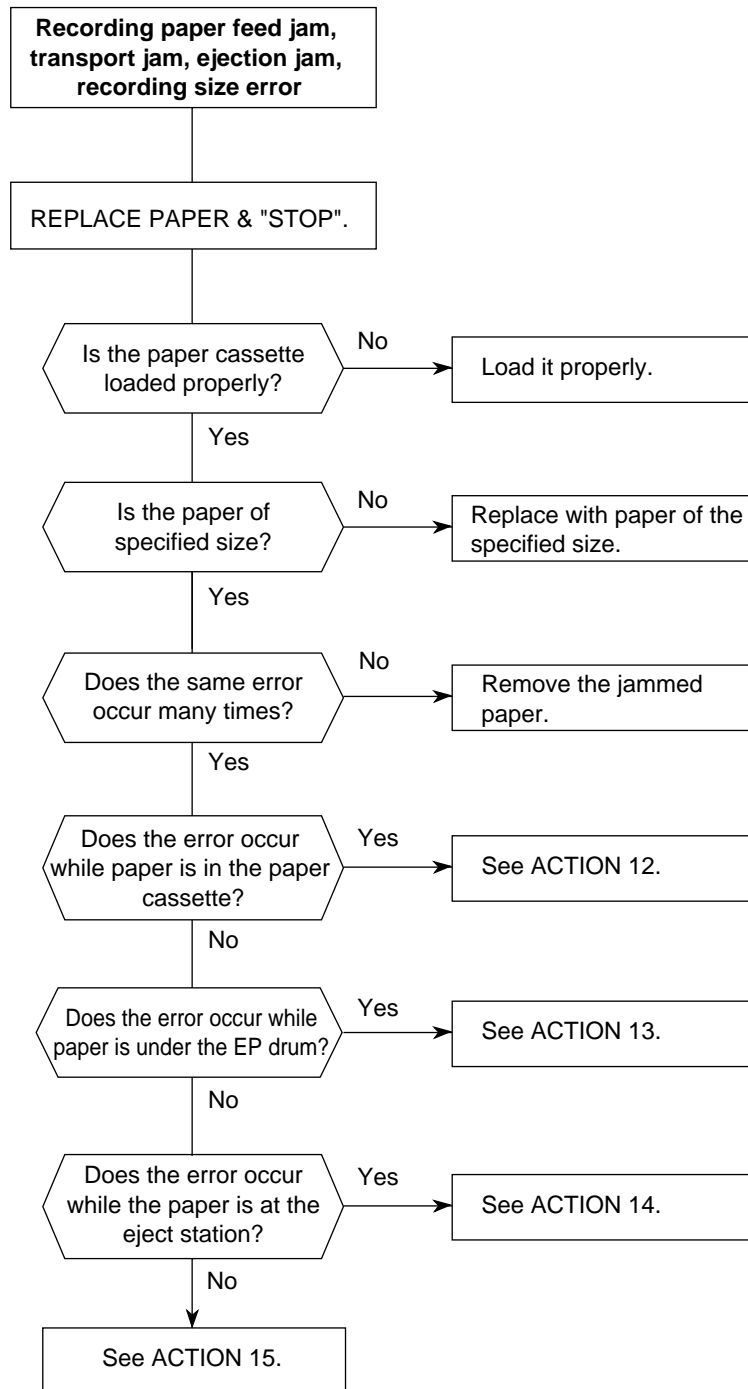 Recording paper feed jam,
transport jam, ejection jam,
recording size error
REPLACE PAPER & "STOP".
Is the paper cassette
loaded properly?
No
Load it properly.
Yes
Is the paper of
specified size?
No
Replace with paper of the
specified size.
Yes
Does the same error
occur many times?
No
Remove the jammed
paper.
Yes
Does the error occur
while paper is in the paper
cassette?
Yes
See ACTION 12.
No
Does the error occur while
paper is under the EP drum?
Yes
See ACTION 13.
No
Does the error occur
while the paper is at the
eject station?
Yes
See ACTION 14.
No
See ACTION 15.